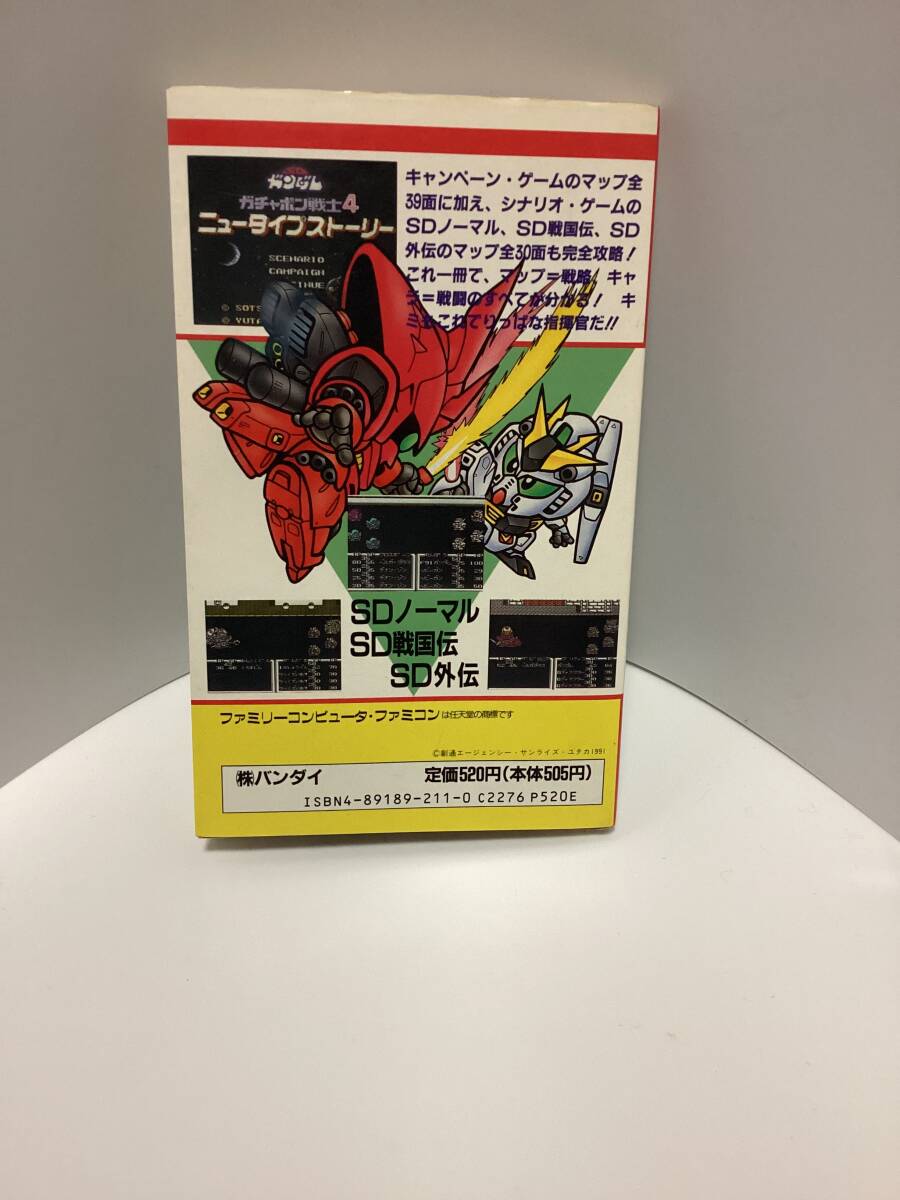 SDガンダム
ガチャポン戦士4
ニュータイプストーリー
SCENARIO
CAMPAIGN
© SOTS
© YUTA
キャンペーン・ゲームのマップ全
39面に加え、シナリオ・ゲームの
SDノーマル、SD戦国伝、SD
外伝のマップ全30面も完全攻略!
これ一冊で、マップ=戦略 キャ
ラ=戦闘のすべてが分かる! キ
ミもこれでりっぱな指揮官だ!!
SDノーマル
SD戦国伝
SD外伝
ファミリーコンピュータ・ファミコンは任天堂の商標です
©創通エージェンシー・サンライズ・ユタカ1991
㈱バンダイ 定価520円(本体505円)
ISBN4-89189-211-0 C2276 P520E